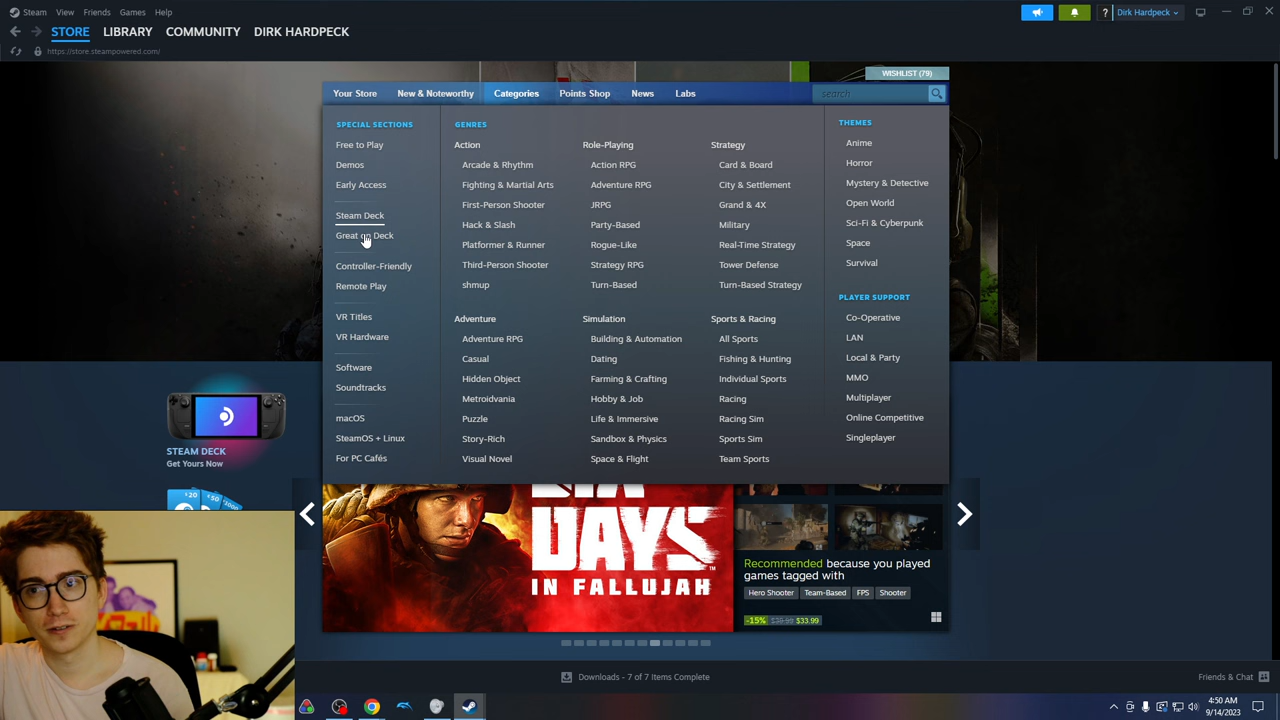 Steam View Friends Games Help
? Dirk Hardpeck
STORE LIBRARY COMMUNITY DIRK HARDPECK
https://store.steampowered.com/
WISHLIST (79)
Your Store New & Noteworthy Categories Points Shop News Labs search
SPECIAL SECTIONS
Free to Play
Demos
Early Access
Steam Deck
Great on Deck
Controller-Friendly
Remote Play
VR Titles
VR Hardware
Software
Soundtracks
macOS
SteamOS + Linux
For PC Cafés
GENRES
Action
Arcade & Rhythm
Fighting & Martial Arts
First-Person Shooter
Hack & Slash
Platformer & Runner
Third-Person Shooter
shmup
Adventure
Adventure RPG
Casual
Hidden Object
Metroidvania
Puzzle
Story-Rich
Visual Novel
Role-Playing
Action RPG
Adventure RPG
JRPG
Party-Based
Rogue-Like
Strategy RPG
Turn-Based
Simulation
Building & Automation
Dating
Farming & Crafting
Hobby & Job
Life & Immersive
Sandbox & Physics
Space & Flight
Strategy
Card & Board
City & Settlement
Grand & 4X
Military
Real-Time Strategy
Tower Defense
Turn-Based Strategy
Sports & Racing
All Sports
Fishing & Hunting
Individual Sports
Racing
Racing Sim
Sports Sim
Team Sports
THEMES
Anime
Horror
Mystery & Detective
Open World
Sci-Fi & Cyberpunk
Space
Survival
PLAYER SUPPORT
Co-Operative
LAN
Local & Party
MMO
Multiplayer
Online Competitive
Singleplayer
STEAM DECK
Get Yours Now
$20 $50 $100
DAYS
IN FALLUJAH
Recommended because you played
games tagged with
Hero Shooter Team-Based FPS Shooter
-15% $39.99 $33.99
Downloads - 7 of 7 Items Complete
Friends & Chat
4:50 AM
9/14/2023